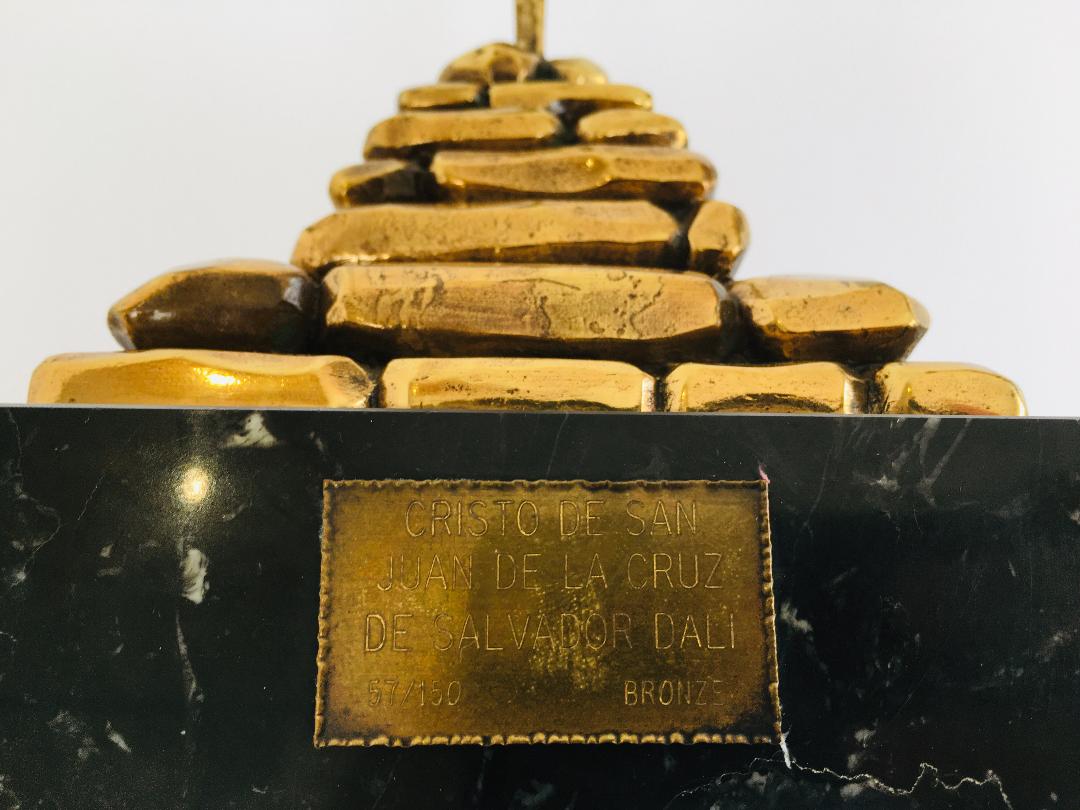 CRISTO DE SAN
JUAN DE LA CRUZ
DE SALVADOR DALI
57/150 BRONZE